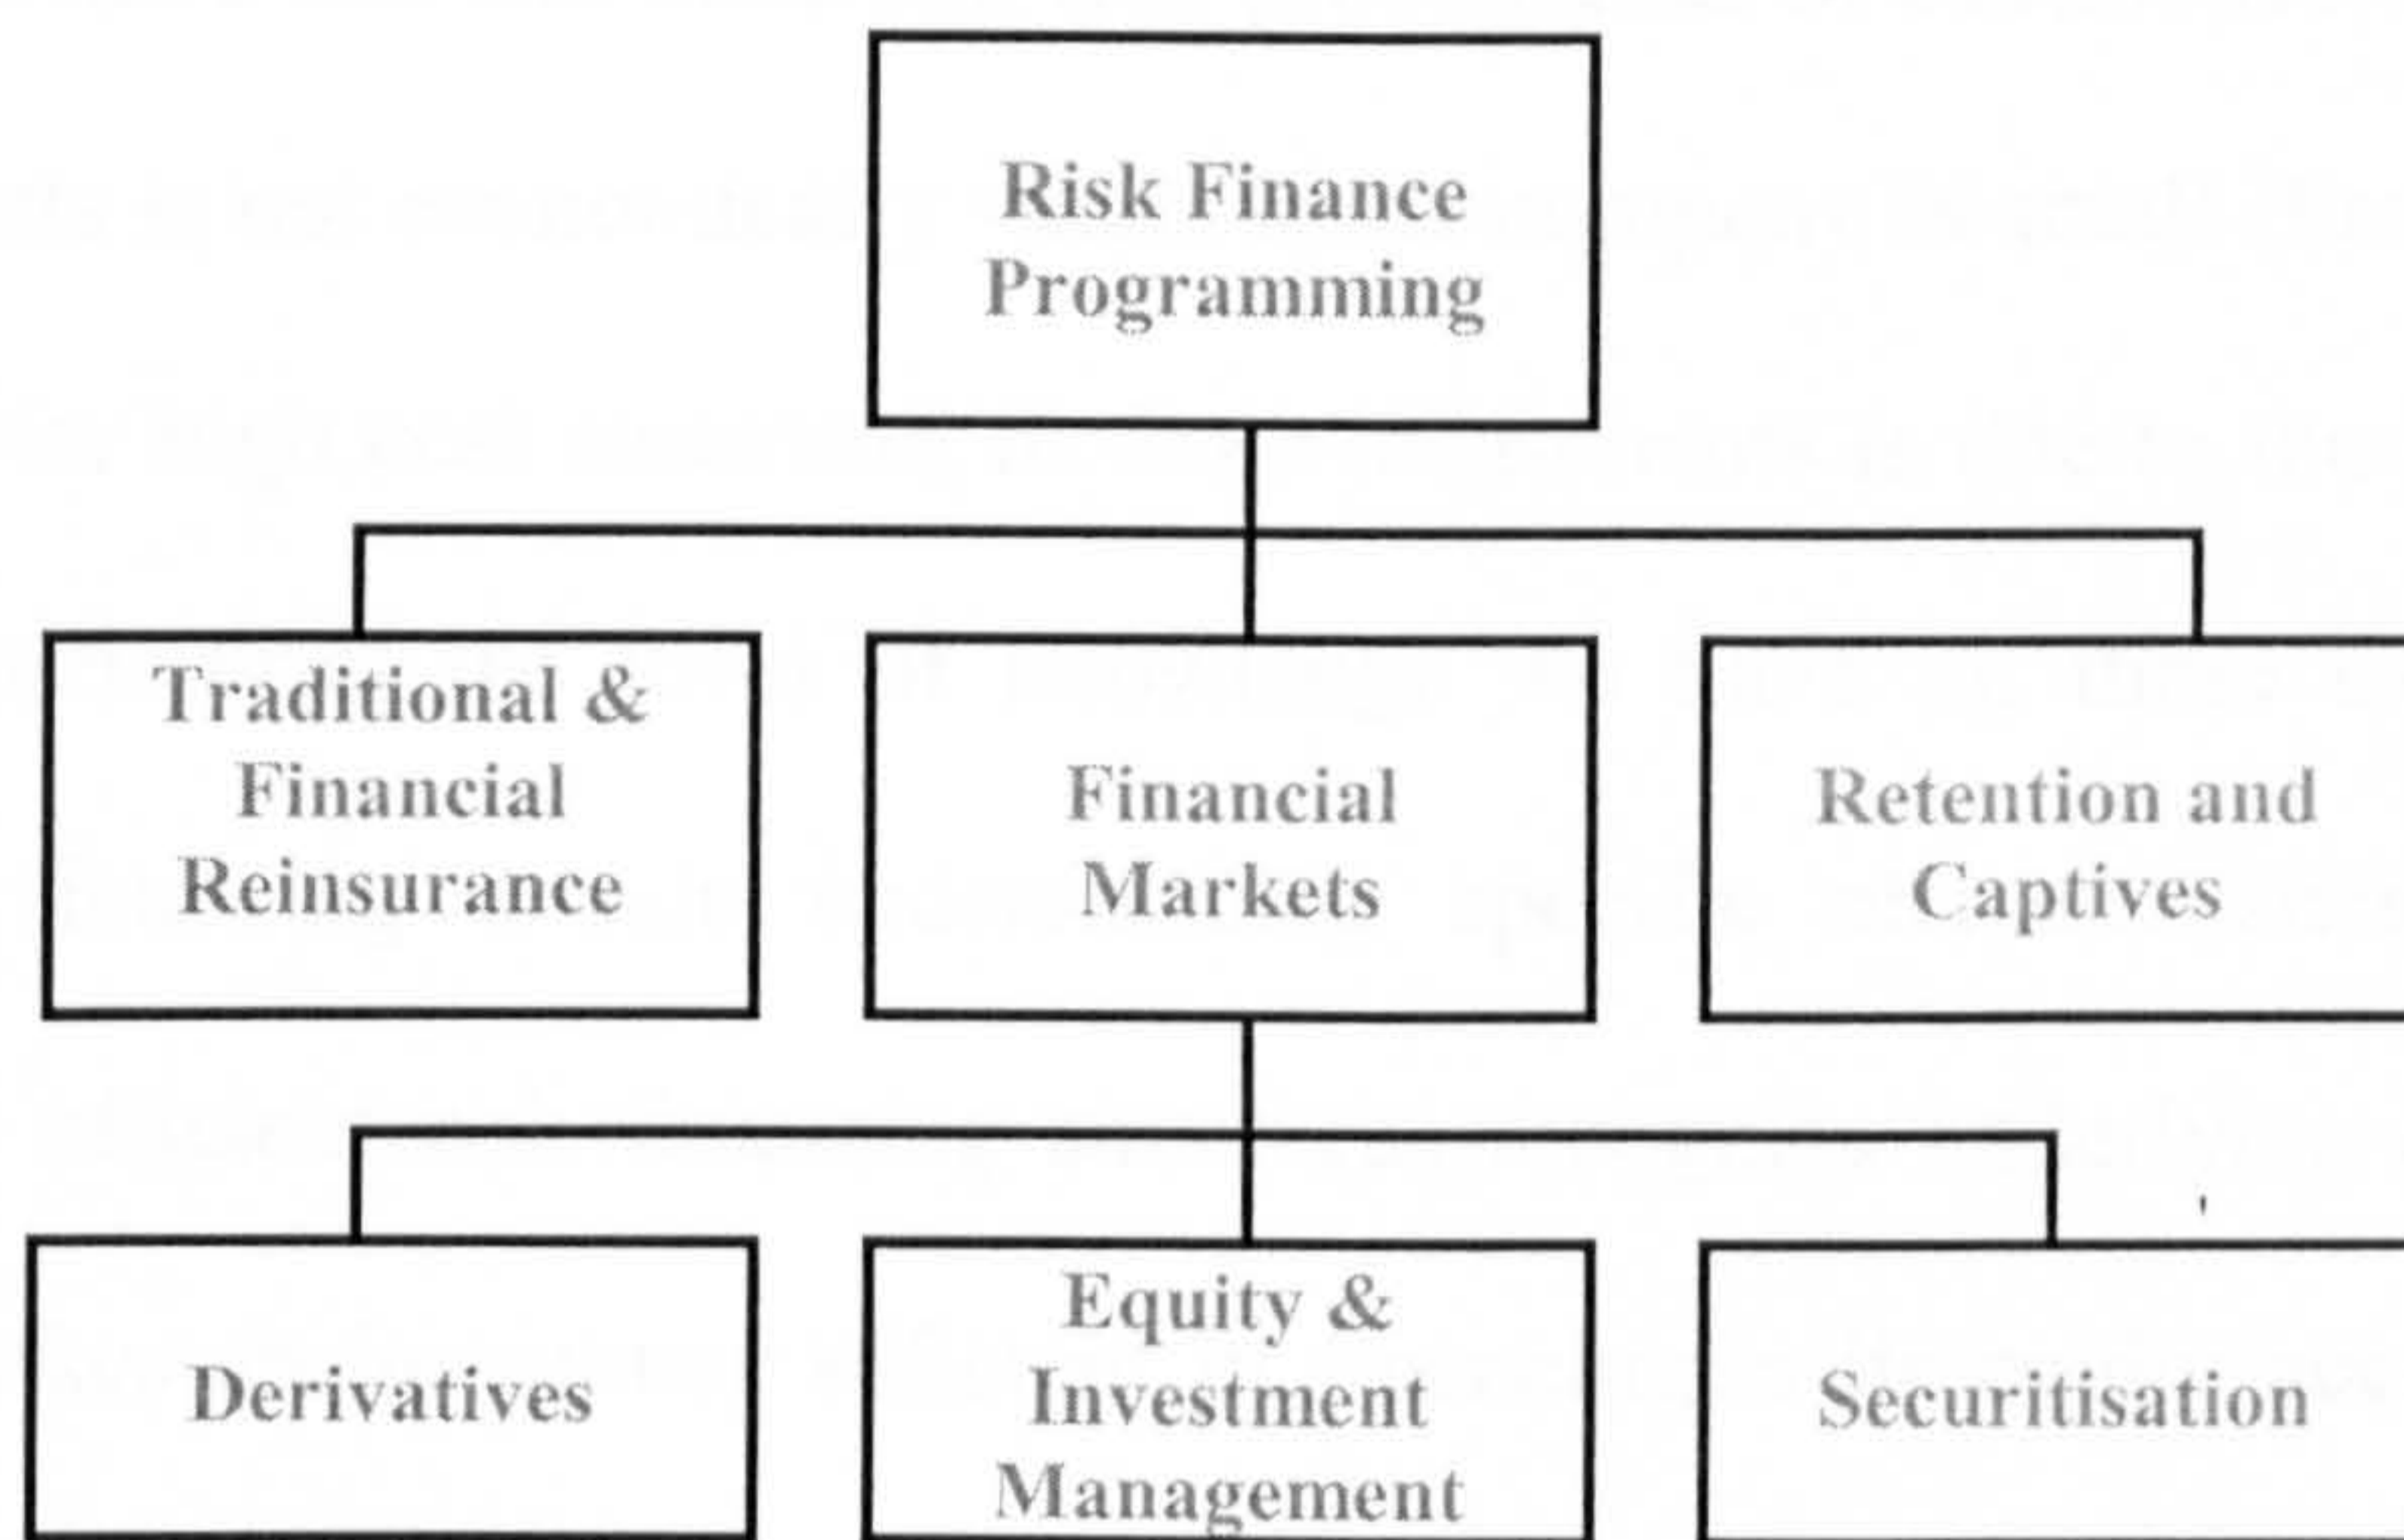 Risk Finance
Programming
Traditional &
Financial
Reinsurance
Financial
Markets
Retention and
Captives
Derivatives
Equity &
Investment
Management
Securitisation